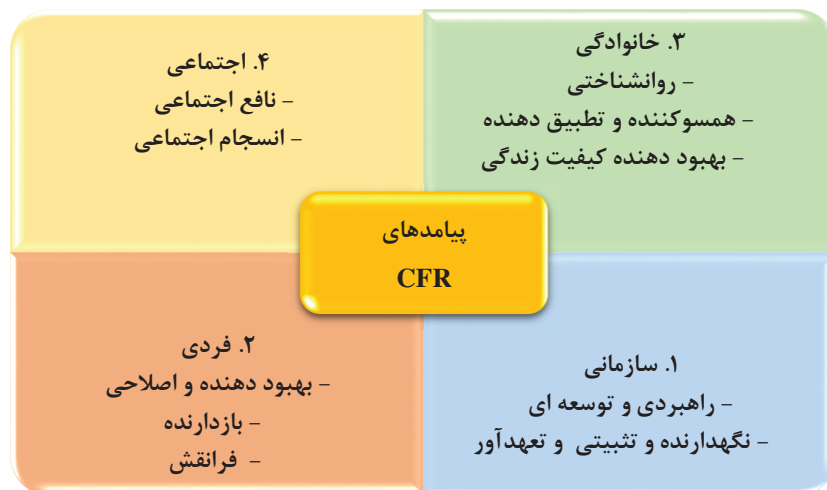 ۴. اجتماعی
- نافع اجتماعی
- انسجام اجتماعی
۳. خانوادگی
- روانشناختی
- همسوکننده و تطبیق دهنده
- بهبود دهنده کیفیت زندگی
پیامدهای
CFR
۲. فردی
- بهبود دهنده و اصلاحی
- بازدارنده
- فرانقش
۱. سازمانی
- راهبردی و توسعه ای
- نگهدارنده و تثبیتی و تعهدآور